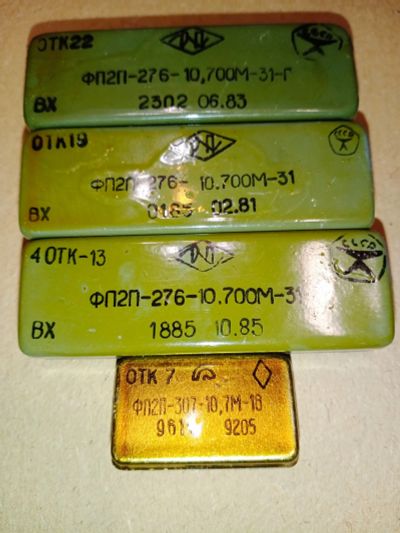 ОТК22
ФП2П-276-10,700М-31-Г
ВХ 2302 06.83
ОТК19
ФП2П-276-10.700М-31
ВХ 0185 02.81
4 ОТК-13
ФП2П-276-10.700М-31
ВХ 1885 10.85
ОТК 7
ФП2П-307-10,7М-18
9205